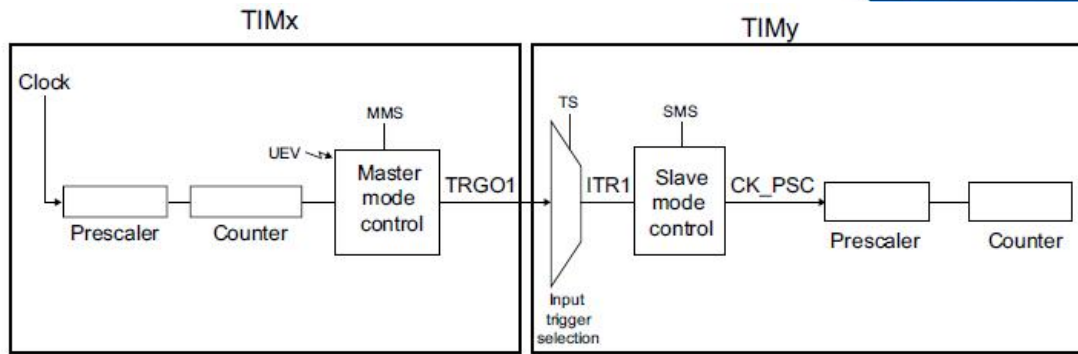 TIMx
TIMy
Clock
MMS
UEV
Master
mode
control
TRGO1
Prescaler
Counter
TS
ITR1
SMS
Slave
mode
control
CK_PSC
Prescaler
Counter
Input
trigger
selection